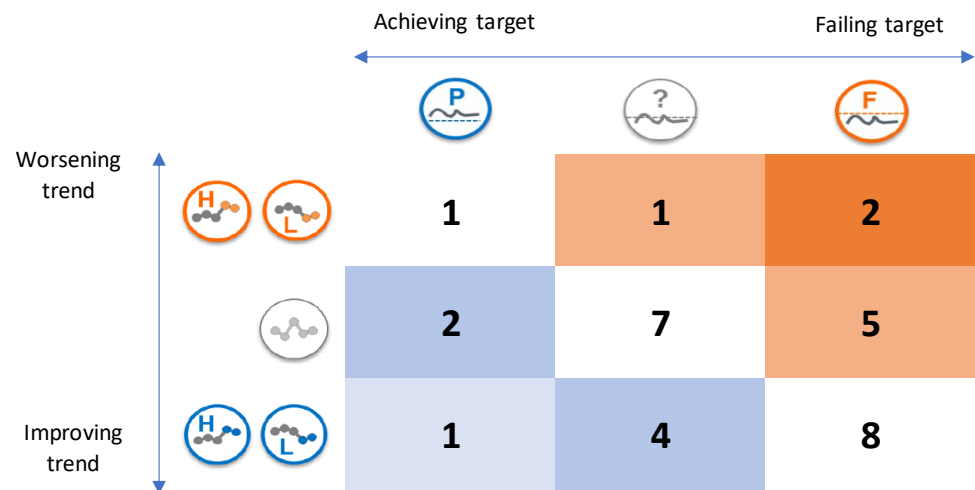 Achieving target
Failing target
P
?
F
Worsening
trend
H
L
1
1
2
2
7
5
Improving
trend
H
L
1
4
8